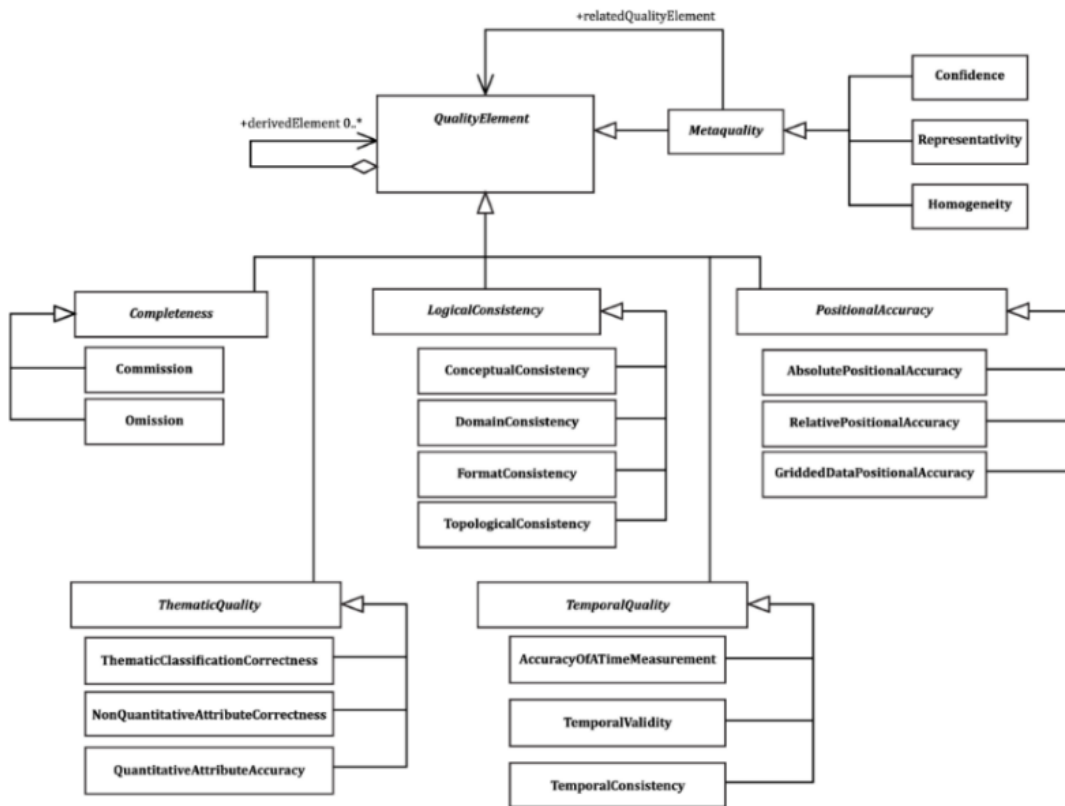 +relatedQualityElement
Confidence
+derivedElement 0..*
QualityElement
Metaquality
Representativity
Homogeneity
Completeness
Commission
Omission
LogicalConsistency
ConceptualConsistency
DomainConsistency
FormatConsistency
TopologicalConsistency
PositionalAccuracy
AbsolutePositionalAccuracy
RelativePositionalAccuracy
GriddedDataPositionalAccuracy
ThematicQuality
ThematicClassificationCorrectness
NonQuantitativeAttributeCorrectness
QuantitativeAttributeAccuracy
TemporalQuality
AccuracyOfATimeMeasurement
TemporalValidity
TemporalConsistency